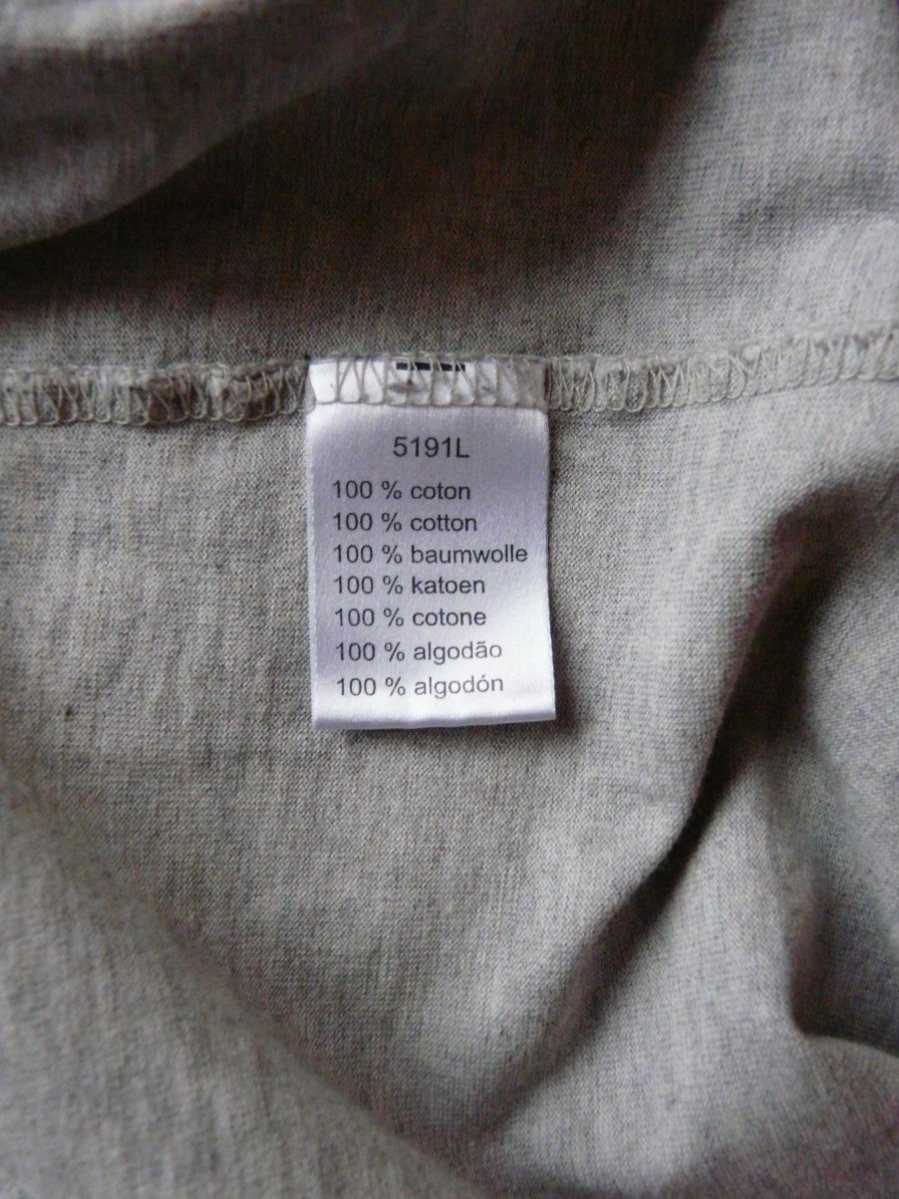 5191L
100 % coton
100 % cotton
100 % baumwolle
100 % katoen
100 % cotone
100 % algodão
100 % algodón